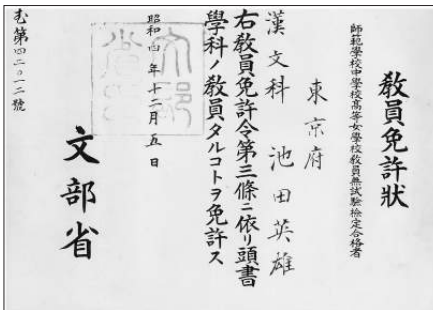 教員免許狀
師範學校中學校高等女學校教員無試驗檢定合格者
東京府
漢文科　池田英雄
右教員免許令第三條ニ依リ頭書
學科ノ教員タルコトヲ免許ス
昭和四年十二月五日
文部省
む第四二〇一二號